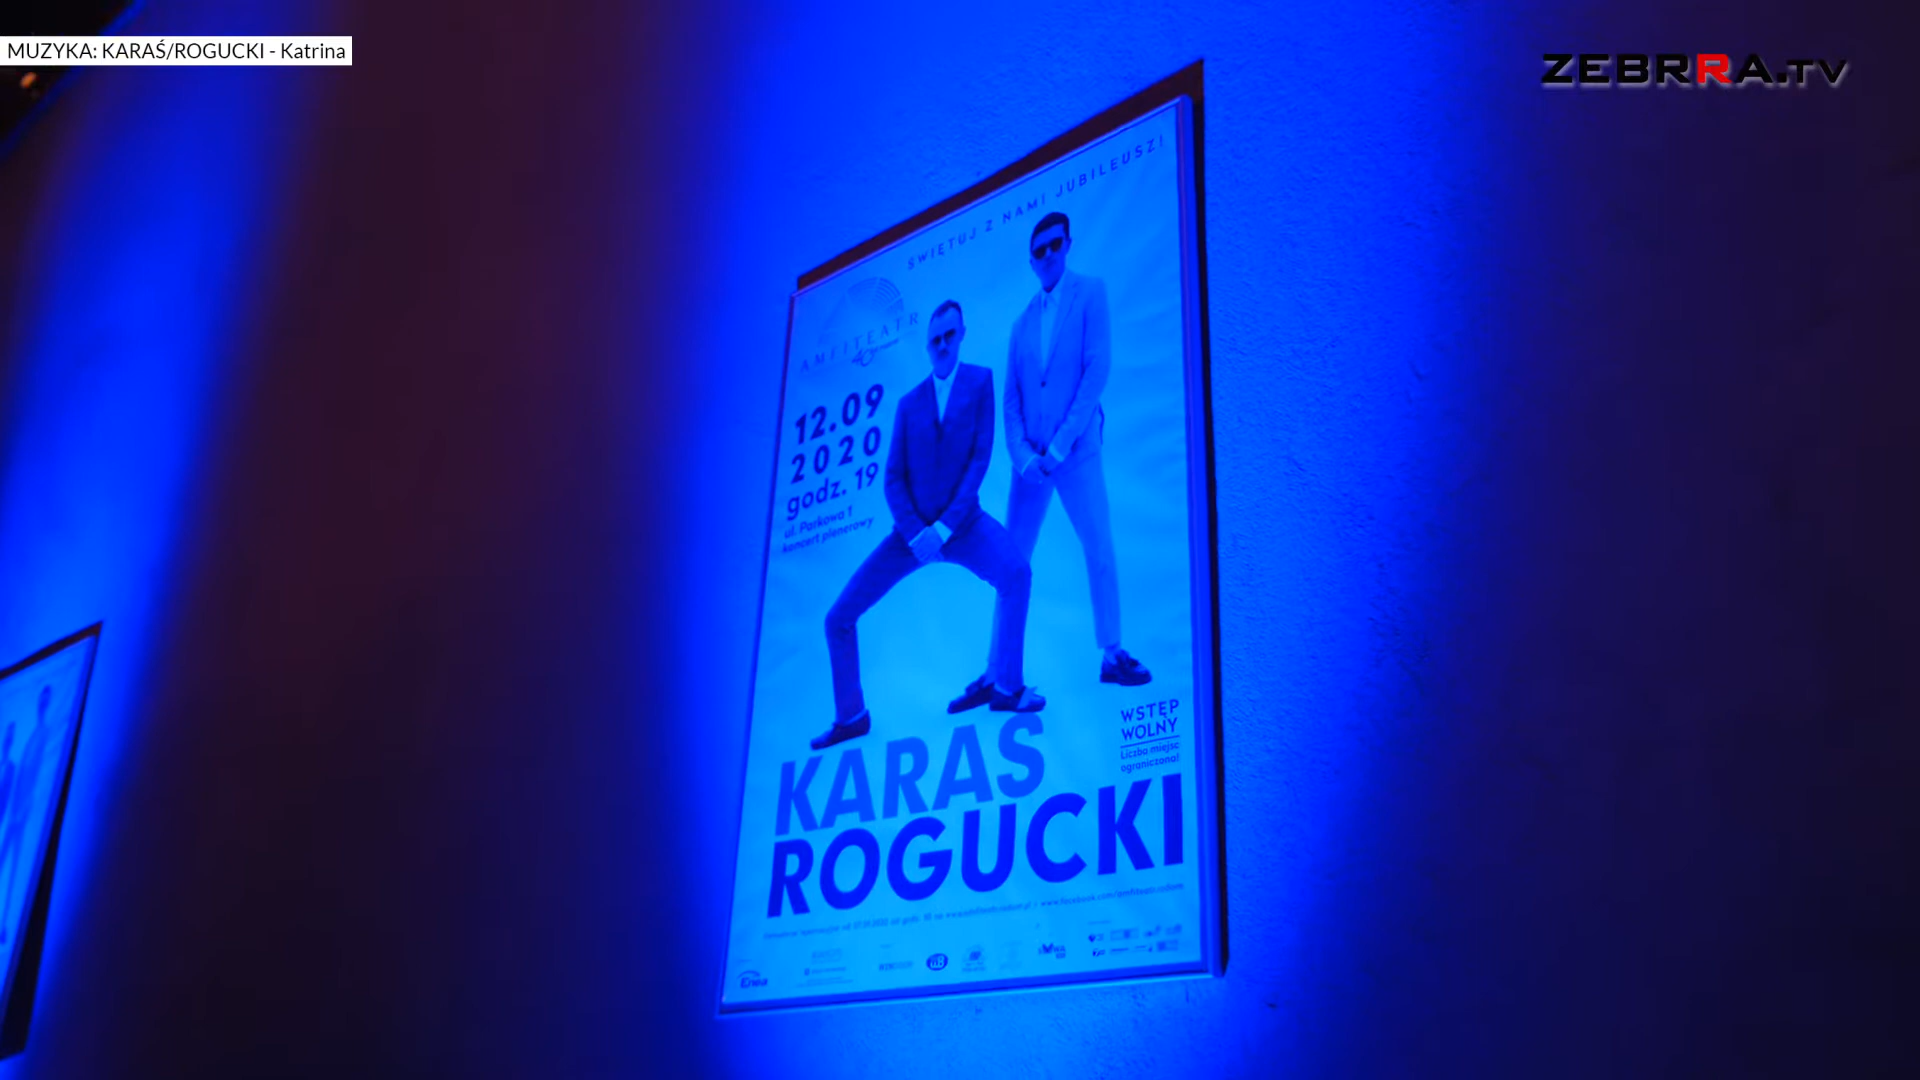 MUZYKA: KARAŚ/ROGUCKI - Katrina
ZEBRRA.TV
ŚWIĘTUJ Z NAMI JUBILEUSZ!
AMFITEATR
12.09
2020
godz. 19
ul. Parkowa 1
koncert plenerowy
KARAŚ
ROGUCKI
WSTĘP
WOLNY
Liczba miejsc
ograniczona!
Enea